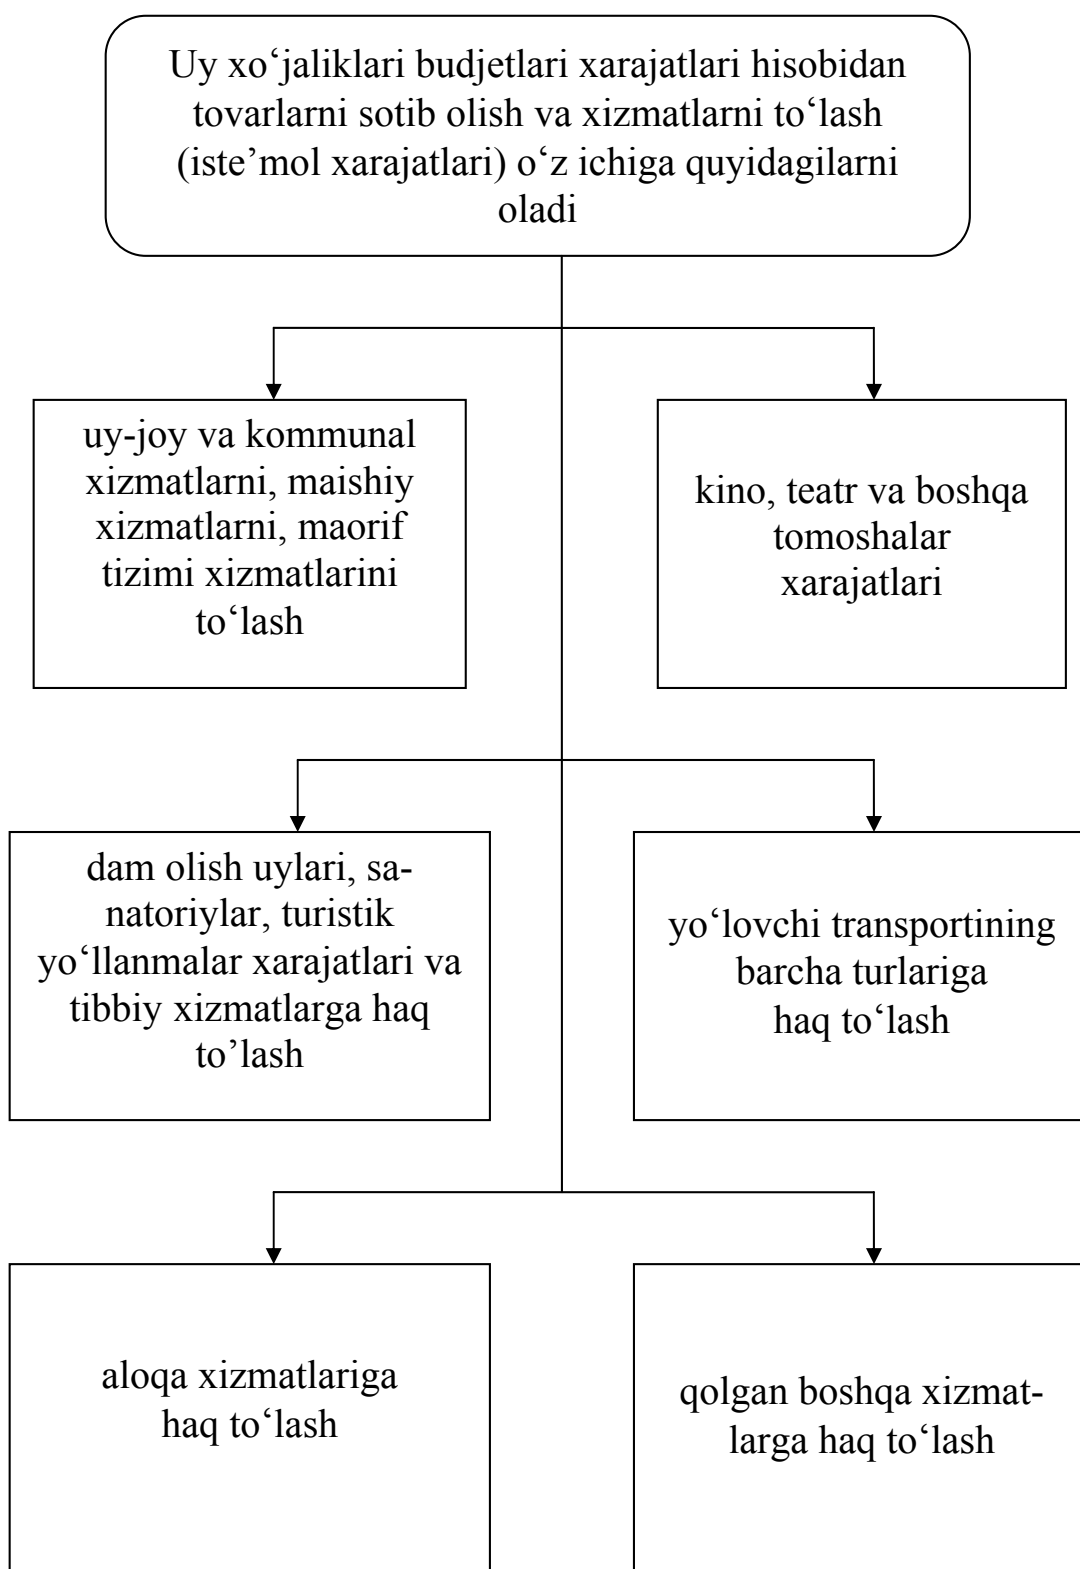 Uy xo‘jaliklari budjetlari xarajatlari hisobidan
tovarlarni sotib olish va xizmatlarni to‘lash
(iste’mol xarajatlari) o‘z ichiga quyidagilarni
oladi
uy-joy va kommunal
xizmatlarni, maishiy
xizmatlarni, maorif
tizimi xizmatlarini
to‘lash
kino, teatr va boshqa
tomoshalar
xarajatlari
dam olish uylari, sa-
natoriylar, turistik
yo‘llanmalar xarajatlari va
tibbiy xizmatlarga haq
to’lash
yo‘lovchi transportining
barcha turlariga
haq to‘lash
aloqa xizmatlariga
haq to‘lash
qolgan boshqa xizmat-
larga haq to‘lash